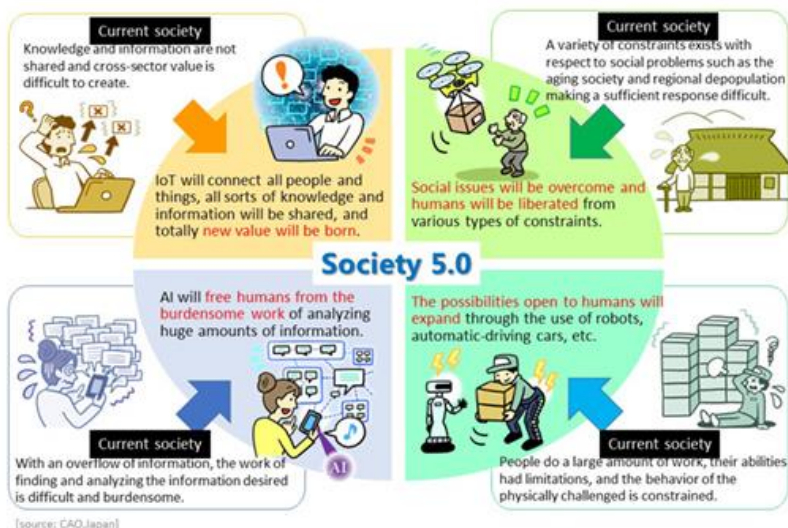 Current society
Knowledge and information are not
shared and cross-sector value is
difficult to create.
IoT will connect all people and
things, all sorts of knowledge and
information will be shared, and
totally new value will be born.
Current society
A variety of constraints exists with
respect to social problems such as the
aging society and regional depopulation
making a sufficient response difficult.
Social issues will be overcome and
humans will be liberated from
various types of constraints.
Society 5.0
AI will free humans from the
burdensome work of analyzing
huge amounts of information.
AI
Current society
With an overflow of information, the work of
finding and analyzing the information desired
is difficult and burdensome.
The possibilities open to humans will
expand through the use of robots,
automatic-driving cars, etc.
Current society
People do a large amount of work, their abilities
had limitations, and the behavior of the
physically challenged is constrained.
[source: CAO,Japan]